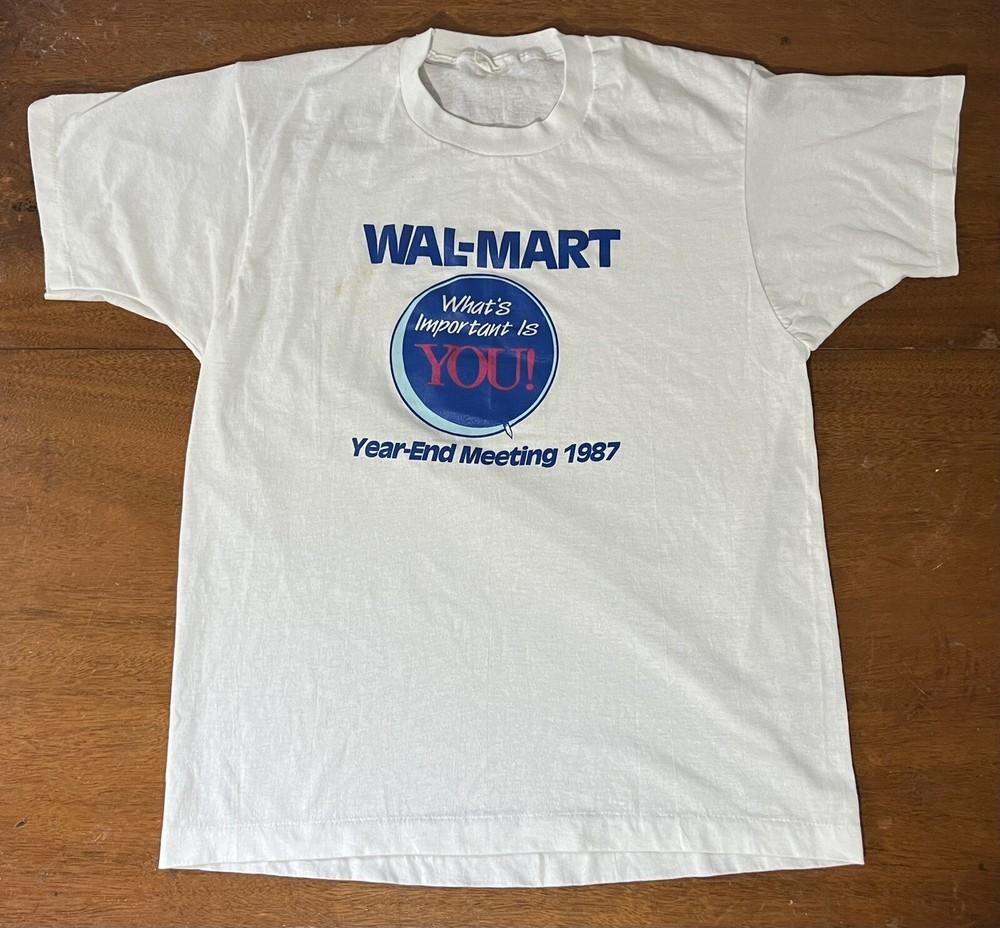 WAL-MART
What's
Important Is
YOU!
Year-End Meeting 1987